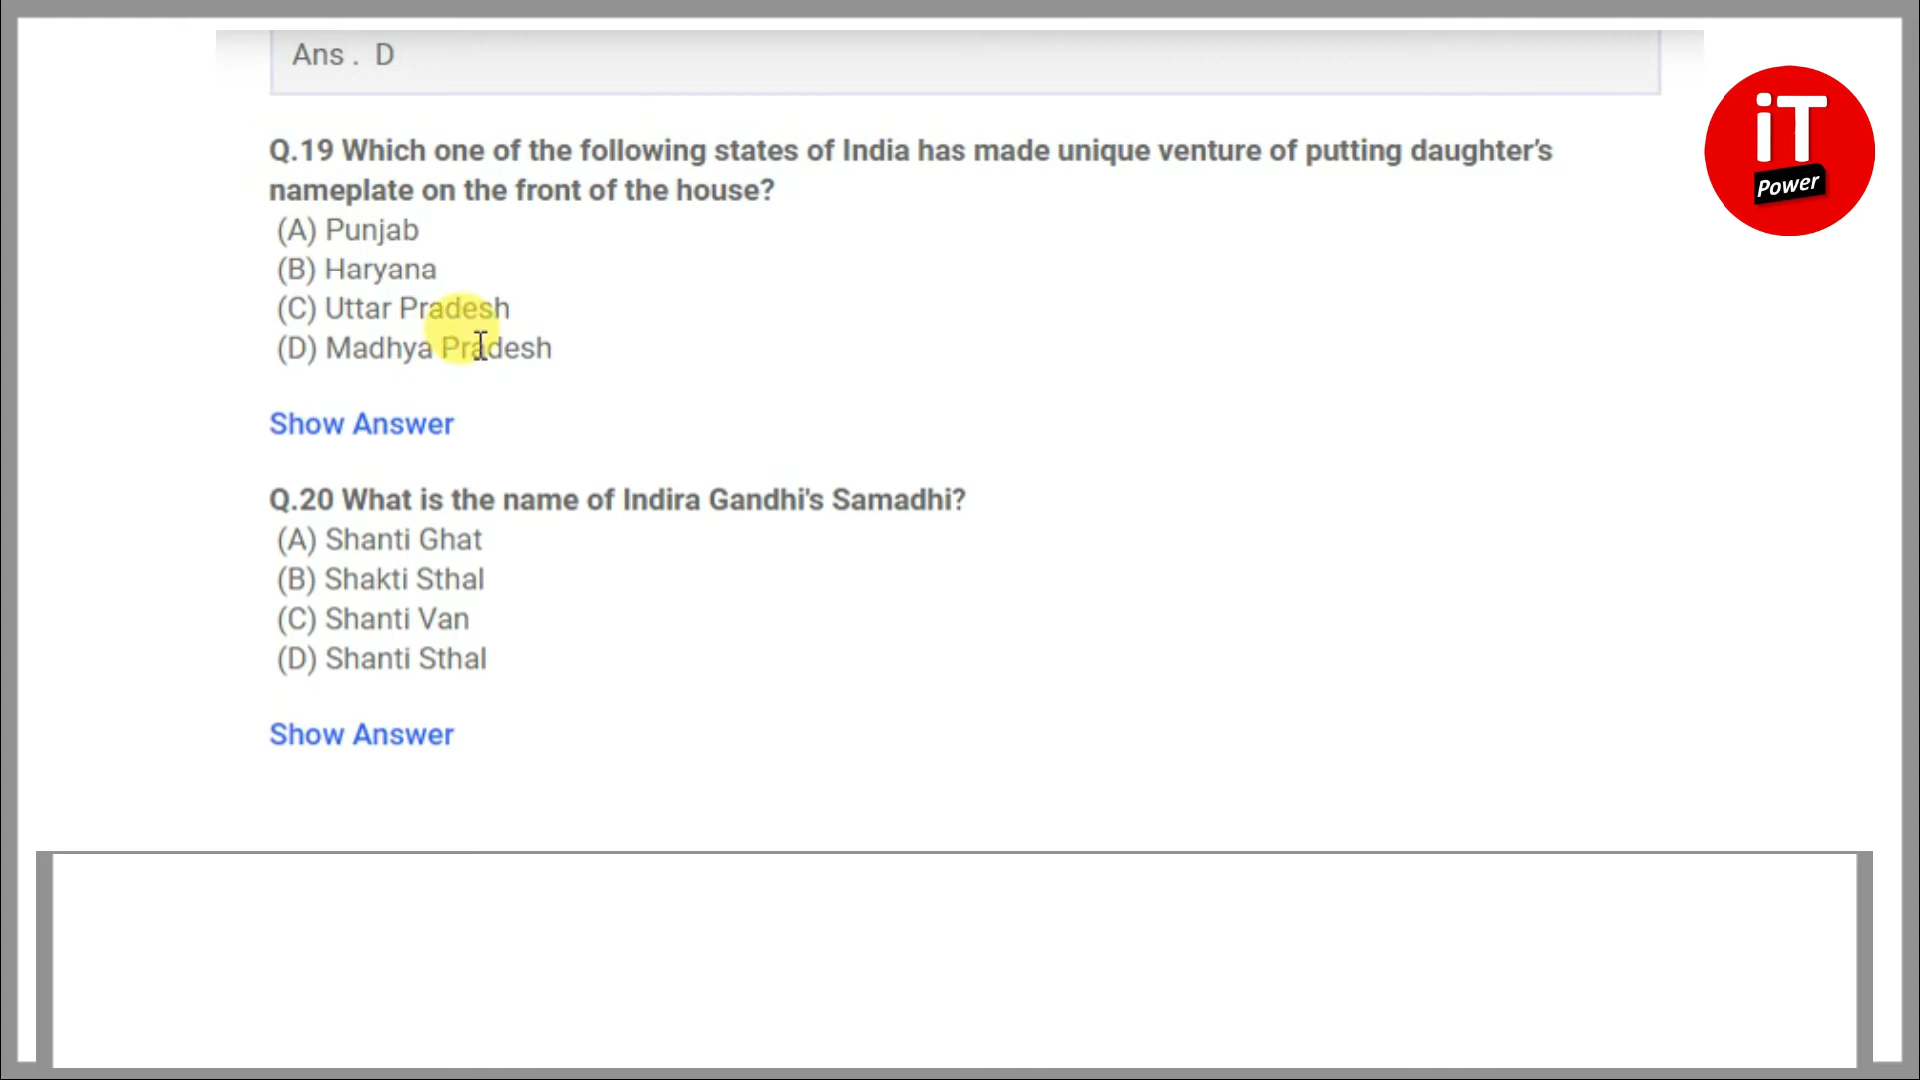 Ans . D
iT
Power
Q.19 Which one of the following states of India has made unique venture of putting daughter's
nameplate on the front of the house?
(A) Punjab
(B) Haryana
(C) Uttar Pradesh
(D) Madhya Pradesh
Show Answer
Q.20 What is the name of Indira Gandhi's Samadhi?
(A) Shanti Ghat
(B) Shakti Sthal
(C) Shanti Van
(D) Shanti Sthal
Show Answer